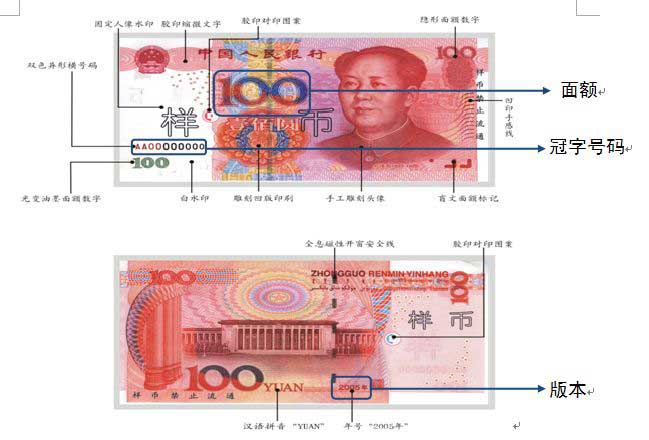 固定人像水印 胶印缩微文字 胶印对印图案 隐形面额数字
中国人民银行
100
双色异形横号码
100
面额
样币禁止流通
凹印手感线
样 币
壹佰圆
AA00000000
冠字号码
100
光变油墨面额数字 白水印 雕刻凹版印刷 手工雕刻头像 盲文面额标记
全息磁性开窗安全线 胶印对印图案
ZHONGGUO RENMIN YINHANG
100
100
样 币
100 YUAN
2005年
版本
样币禁止流通
汉语拼音“YUAN” 年号“2005年”